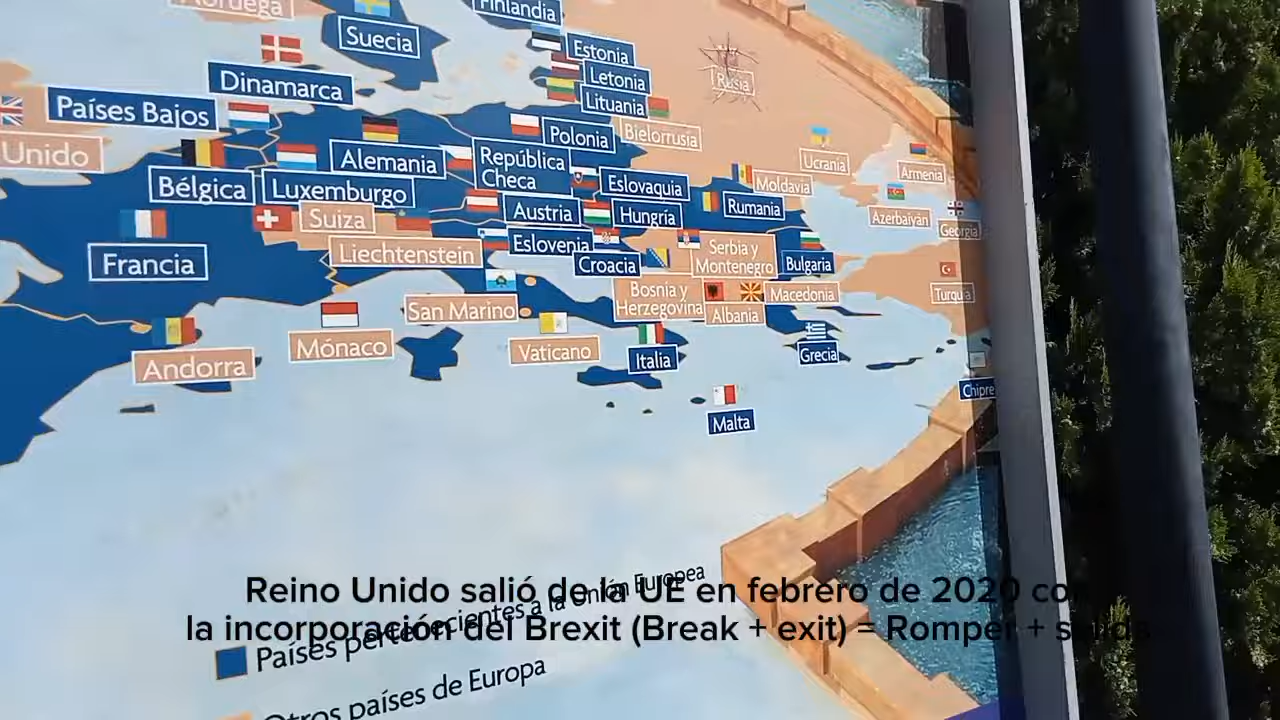 Noruega
Finlandia
Suecia
Estonia
Dinamarca
Letonia
Rusia
Países Bajos
Lituania
Unido
Polonia
Bielorrusia
Alemania
República
Checa
Ucrania
Bélgica
Luxemburgo
Eslovaquia
Moldavia
Armenia
Suiza
Austria
Hungría
Rumania
Azerbaiyán
Georgia
Francia
Liechtenstein
Eslovenia
Croacia
Serbia y
Montenegro
Bulgaria
San Marino
Bosnia y
Herzegovina
Albania
Macedonia
Turquía
Andorra
Mónaco
Vaticano
Italia
Grecia
Chipre
Malta
Reino Unido salió de la UE en febrero de 2020 con
la incorporación del Brexit (Break + exit) = Romper + salida
Países pertenecientes a la Unión Europea
Otros países de Europa